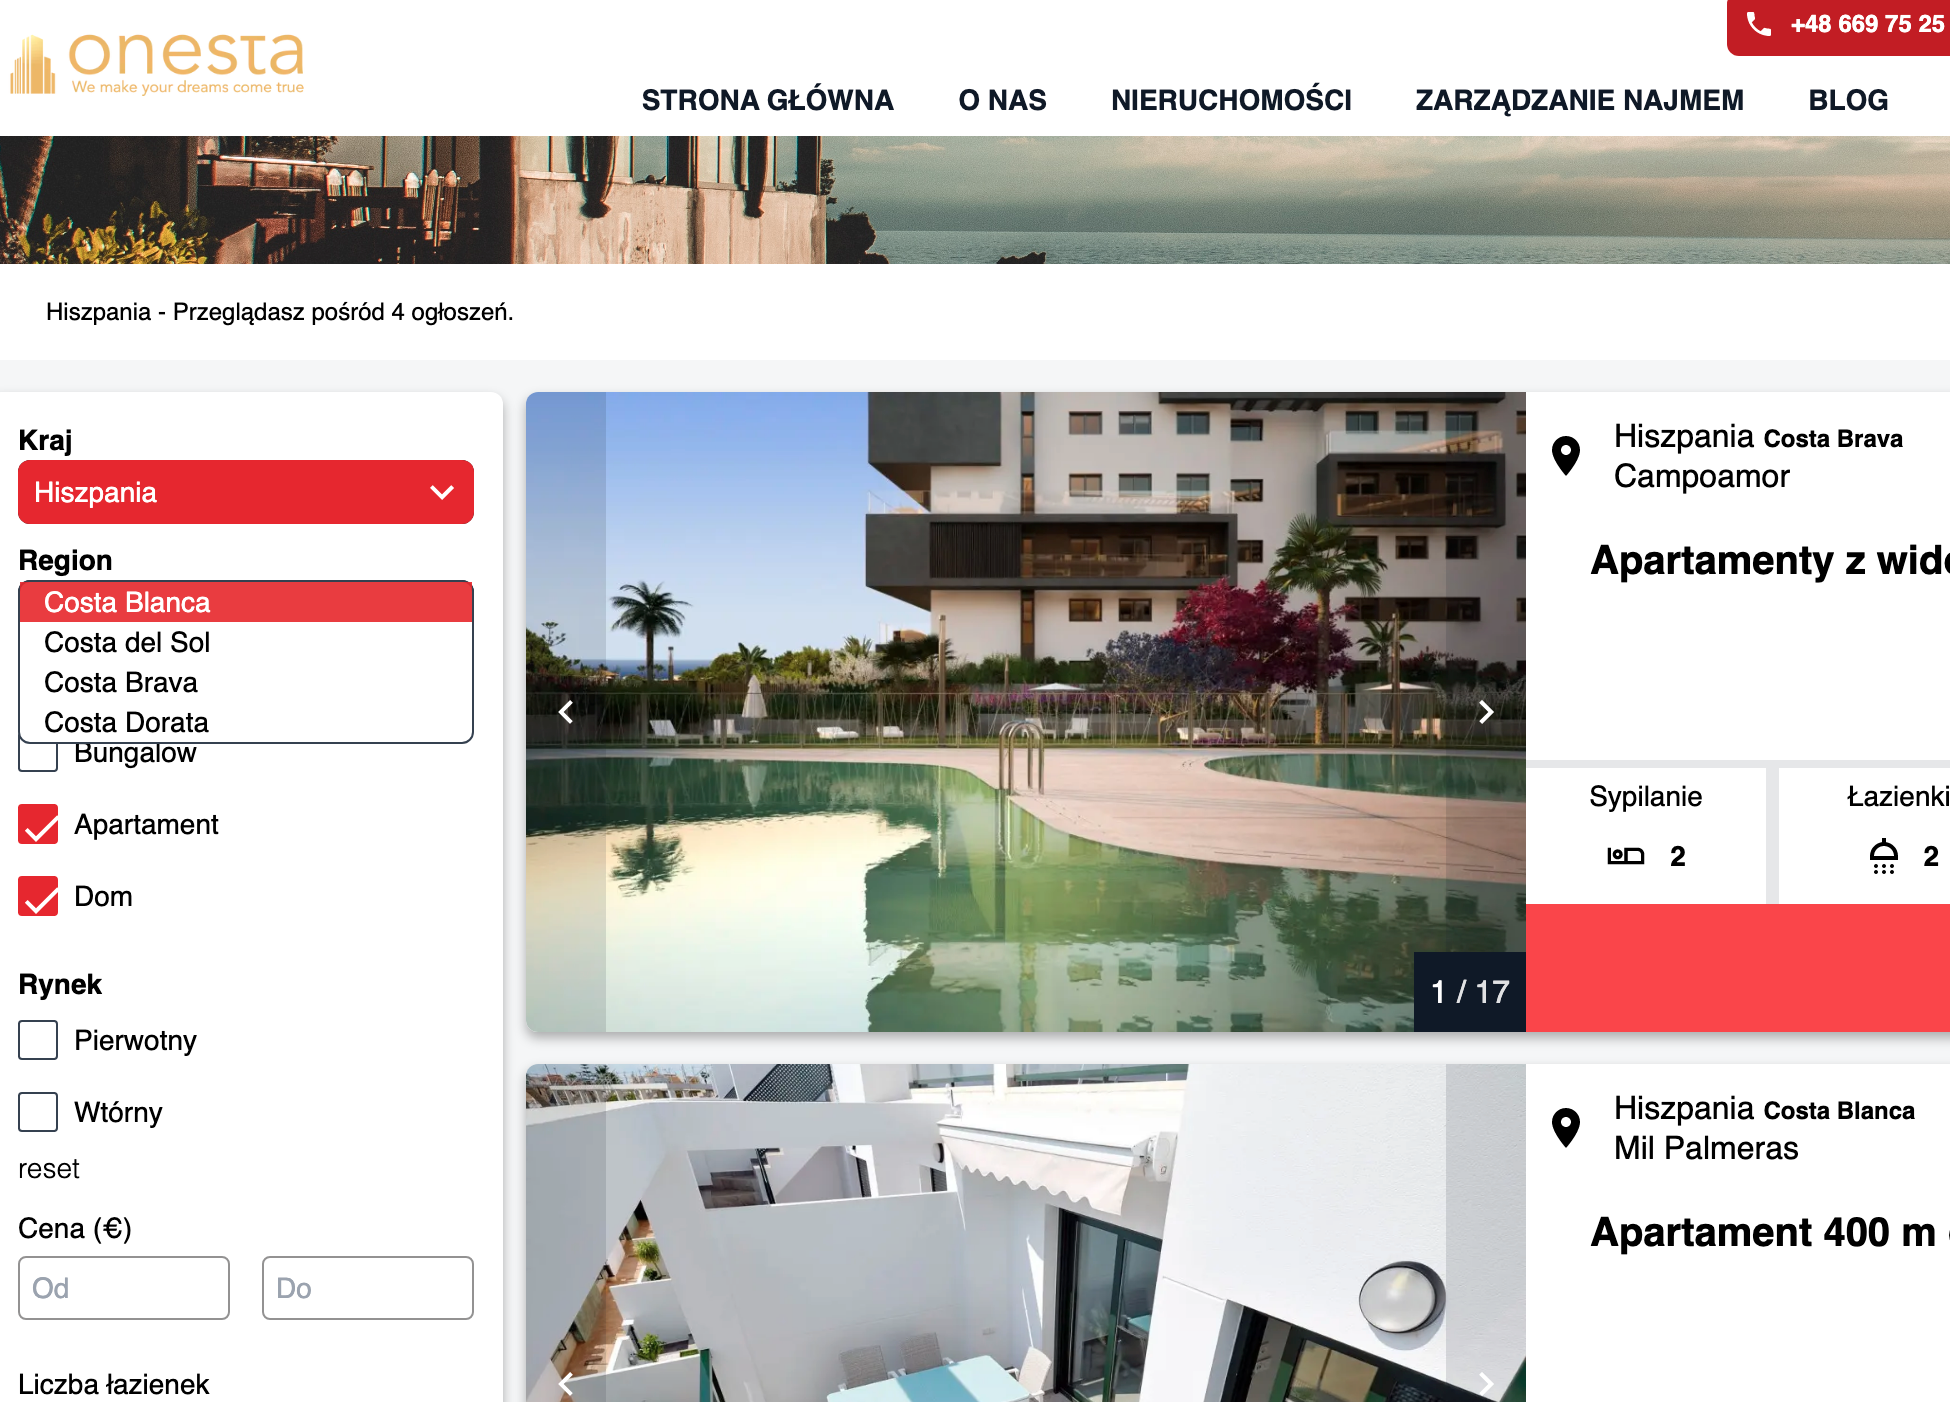 onesta
We make your dreams come true
+48 669 75 25
STRONA GŁÓWNA O NAS NIERUCHOMOŚCI ZARZĄDZANIE NAJMEM BLOG
Hiszpania - Przeglądasz pośród 4 ogłoszeń.
Kraj
Hiszpania
Region
Costa Blanca
Costa del Sol
Costa Brava
Costa Dorata
Bungalow
Apartament
Dom
Rynek
Pierwotny
Wtórny
reset
Cena (€)
Od Do
Liczba łazienek
Hiszpania Costa Brava
Campoamor
Apartamenty z wid
Sypilanie Łazienki
2 2
1 / 17
Hiszpania Costa Blanca
Mil Palmeras
Apartament 400 m